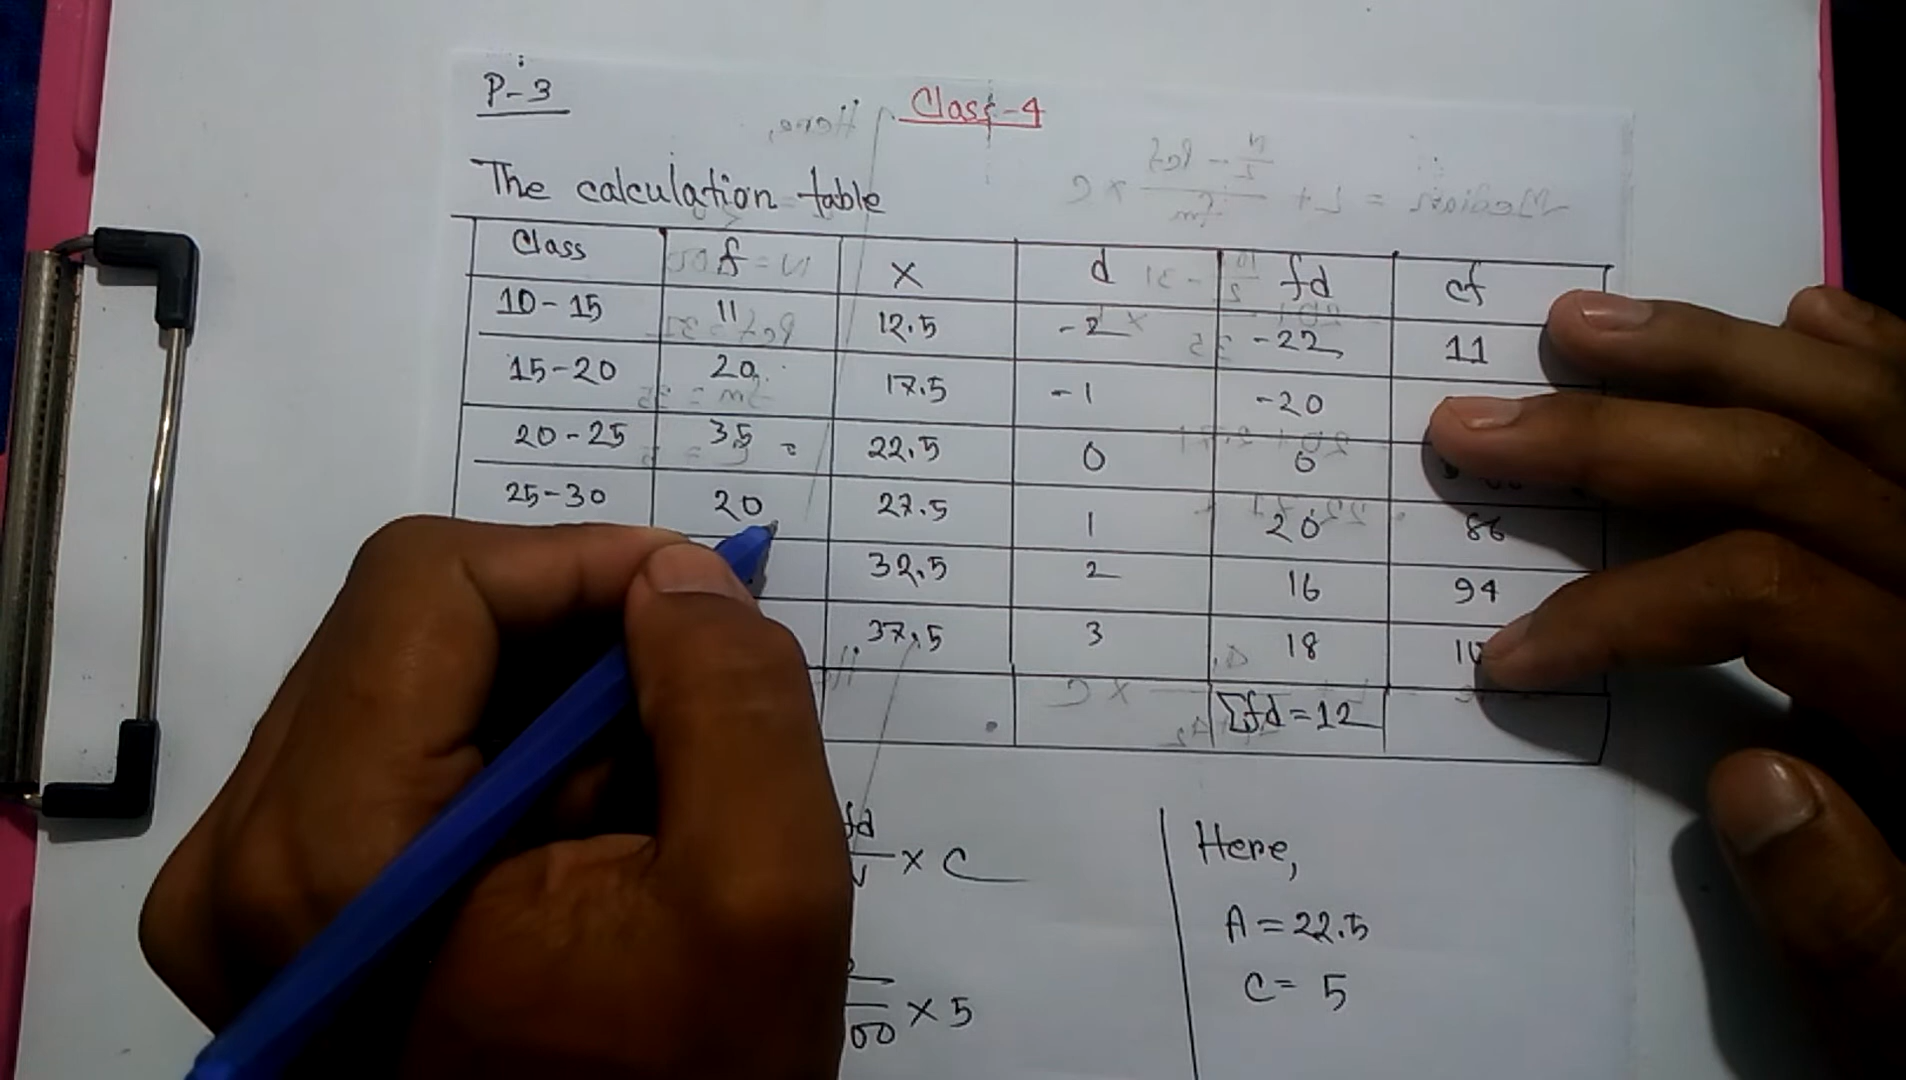 P-3
Class-4
The calculation table
Class f x d fd cf
10-15 11 12.5 -2 -22 11
15-20 20 17.5 -1 -20
20-25 35 22.5 0 0
25-30 20 27.5 1 20 86
32.5 2 16 94
37.5 3 18
Σfd=12
fd
× C
Here,
A=22.5
C= 5
00 × 5